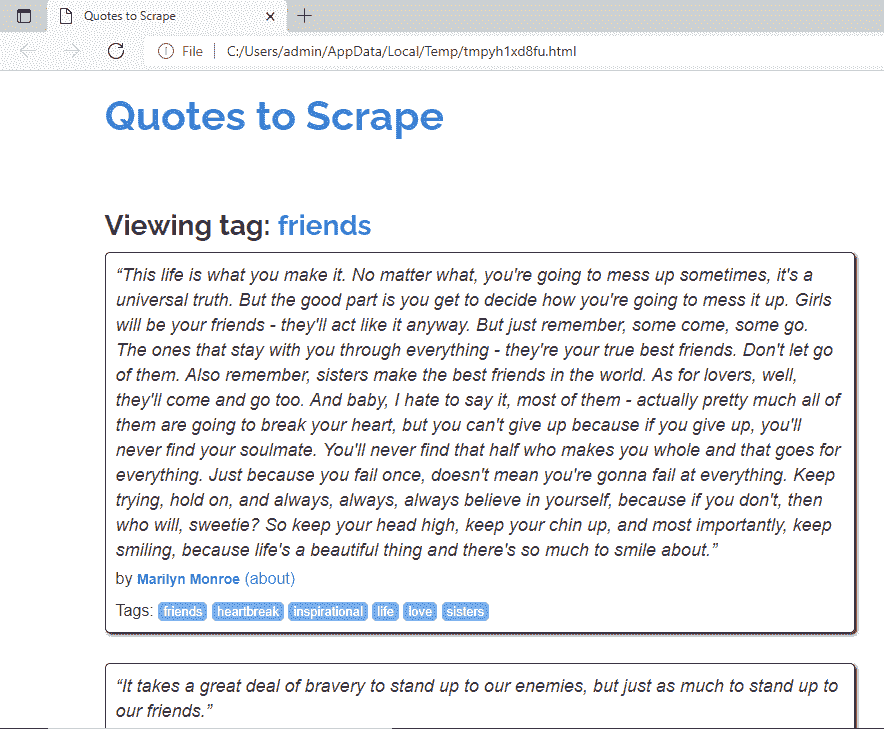 Quotes to Scrape
File C:/Users/admin/AppData/Local/Temp/tmpyh1xd8fu.html
Quotes to Scrape
Viewing tag: friends
“This life is what you make it. No matter what, you're going to mess up sometimes, it's a
universal truth. But the good part is you get to decide how you're going to mess it up. Girls
will be your friends - they'll act like it anyway. But just remember, some come, some go.
The ones that stay with you through everything - they're your true best friends. Don't let go
of them. Also remember, sisters make the best friends in the world. As for lovers, well,
they'll come and go too. And baby, I hate to say it, most of them - actually pretty much all of
them are going to break your heart, but you can't give up because if you give up, you'll
never find your soulmate. You'll never find that half who makes you whole and that goes for
everything. Just because you fail once, doesn't mean you're gonna fail at everything. Keep
trying, hold on, and always, always, always believe in yourself, because if you don't, then
who will, sweetie? So keep your head high, keep your chin up, and most importantly, keep
smiling, because life's a beautiful thing and there's so much to smile about.”
by Marilyn Monroe (about)
Tags: friends heartbreak inspirational life love sisters
“It takes a great deal of bravery to stand up to our enemies, but just as much to stand up to
our friends.”